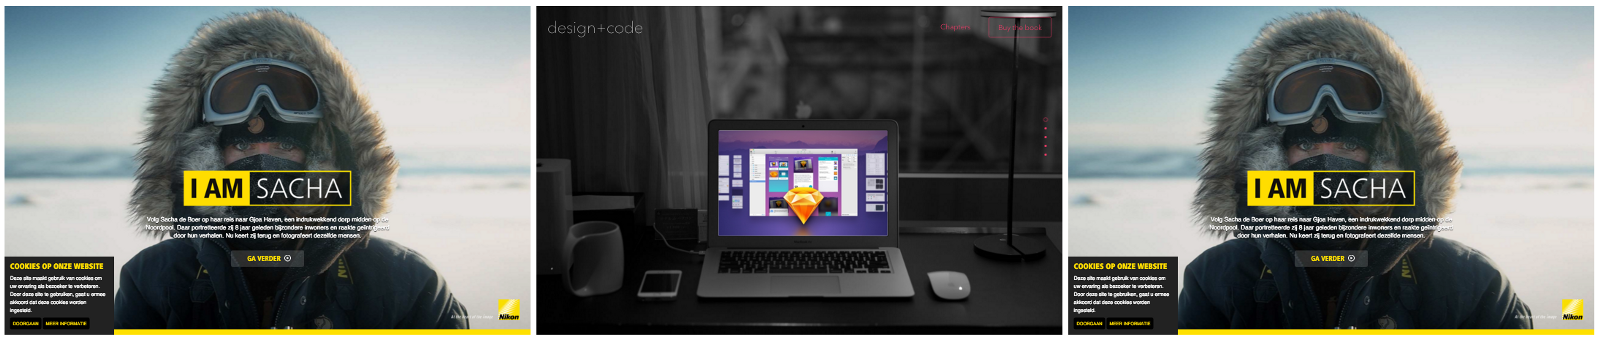 I AM SACHA
Volg Sacha de Boer op haar reis naar Gjoa Haven, een indrukwekkend dorp midden op de
Noordpool. Daar portretteerde zij 8 jaar geleden bijzondere inwoners en raakte geïntrigeerd
door hun verhalen. Nu keert zij terug en fotografeert dezelfde mensen.
GA VERDER
COOKIES OP ONZE WEBSITE
Deze site maakt gebruik van cookies om
uw ervaring als bezoeker te verbeteren.
Door deze site te gebruiken, gaat u ermee
akkoord dat deze cookies worden
ingesteld.
DOORGAAN MEER INFORMATIE
Nikon
design+code
Chapters
Buy the book
I AM SACHA
Volg Sacha de Boer op haar reis naar Gjoa Haven, een indrukwekkend dorp midden op de
Noordpool. Daar portretteerde zij 8 jaar geleden bijzondere inwoners en raakte geïntrigeerd
door hun verhalen. Nu keert zij terug en fotografeert dezelfde mensen.
GA VERDER
COOKIES OP ONZE WEBSITE
Deze site maakt gebruik van cookies om
uw ervaring als bezoeker te verbeteren.
Door deze site te gebruiken, gaat u ermee
akkoord dat deze cookies worden
ingesteld.
DOORGAAN MEER INFORMATIE
Nikon